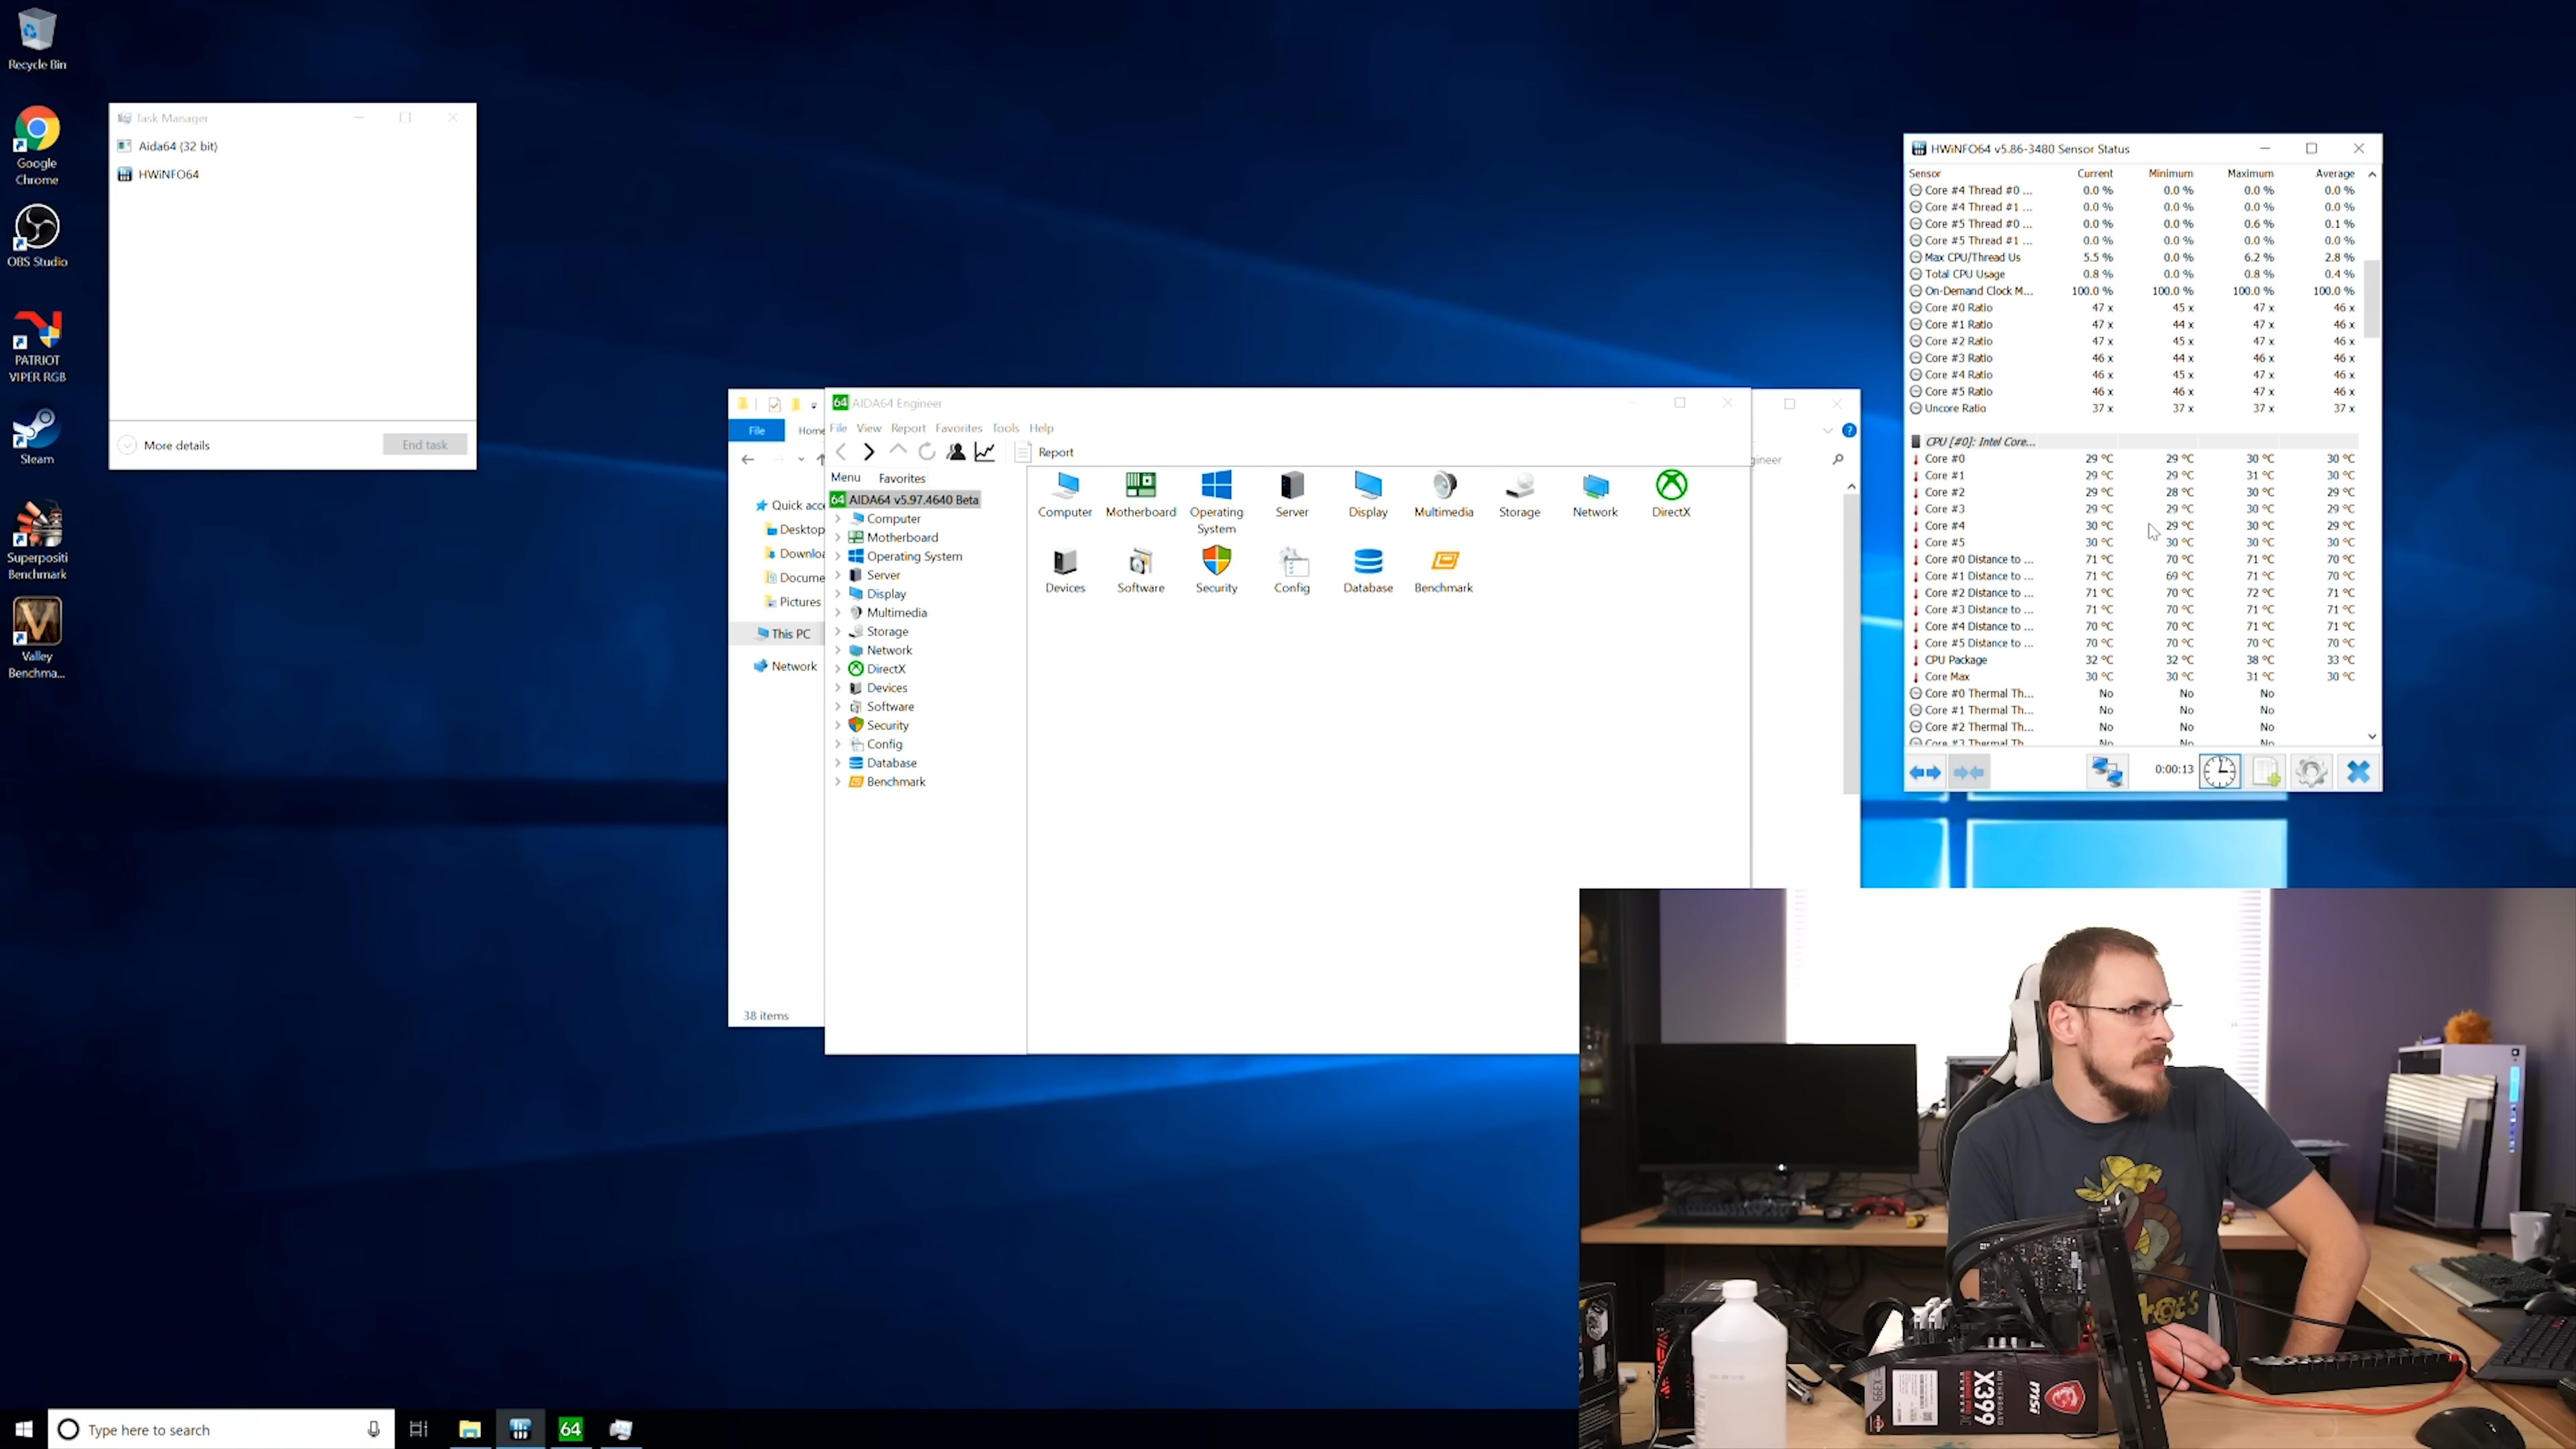 Recycle Bin
Google
Chrome
OBS Studio
PATRIOT
VIPER RGB
Steam
Superpositi
Benchmark
Valley
Benchma...
Task Manager
Aida64 (32 bit)
HWiNFO64
More details
End task
File
Home
Quick acc
Desktop
Downloa
Docume
Pictures
This PC
Network
38 items
gineer
64 AIDA64 Engineer
File View Report Favorites Tools Help
Report
Menu Favorites
64 AIDA64 v5.97.4640 Beta
Computer
Motherboard
Operating System
Server
Display
Multimedia
Storage
Network
DirectX
Devices
Software
Security
Config
Database
Benchmark
Computer Motherboard Operating System Server Display Multimedia Storage Network DirectX
Devices Software Security Config Database Benchmark
HWiNFO64 v5.86-3480 Sensor Status
Sensor Current Minimum Maximum Average
Core #4 Thread #0 ... 0.0 % 0.0 % 0.0 % 0.0 %
Core #4 Thread #1 ... 0.0 % 0.0 % 0.0 % 0.0 %
Core #5 Thread #0 ... 0.0 % 0.0 % 0.6 % 0.1 %
Core #5 Thread #1 ... 0.0 % 0.0 % 0.0 % 0.0 %
Max CPU/Thread Us 5.5 % 0.0 % 6.2 % 2.8 %
Total CPU Usage 0.8 % 0.0 % 0.8 % 0.4 %
On-Demand Clock M... 100.0 % 100.0 % 100.0 % 100.0 %
Core #0 Ratio 47 x 45 x 47 x 46 x
Core #1 Ratio 47 x 44 x 47 x 46 x
Core #2 Ratio 47 x 45 x 47 x 46 x
Core #3 Ratio 46 x 44 x 46 x 46 x
Core #4 Ratio 46 x 45 x 47 x 46 x
Core #5 Ratio 46 x 46 x 47 x 46 x
Uncore Ratio 37 x 37 x 37 x 37 x
CPU [#0]: Intel Core...
Core #0 29 °C 29 °C 30 °C 30 °C
Core #1 29 °C 29 °C 31 °C 30 °C
Core #2 29 °C 28 °C 30 °C 29 °C
Core #3 29 °C 29 °C 30 °C 29 °C
Core #4 30 °C 29 °C 30 °C 29 °C
Core #5 30 °C 30 °C 30 °C 30 °C
Core #0 Distance to ... 71 °C 70 °C 71 °C 70 °C
Core #1 Distance to ... 71 °C 69 °C 71 °C 70 °C
Core #2 Distance to ... 71 °C 70 °C 72 °C 71 °C
Core #3 Distance to ... 71 °C 70 °C 71 °C 71 °C
Core #4 Distance to ... 70 °C 70 °C 71 °C 71 °C
Core #5 Distance to ... 70 °C 70 °C 70 °C 70 °C
CPU Package 32 °C 32 °C 38 °C 33 °C
Core Max 30 °C 30 °C 31 °C 30 °C
Core #0 Thermal Th... No No No
Core #1 Thermal Th... No No No
Core #2 Thermal Th... No No No
Core #3 Thermal Th No No No
0:00:13
X399
msi
MOTHERBOARD
X399
Type here to search
64